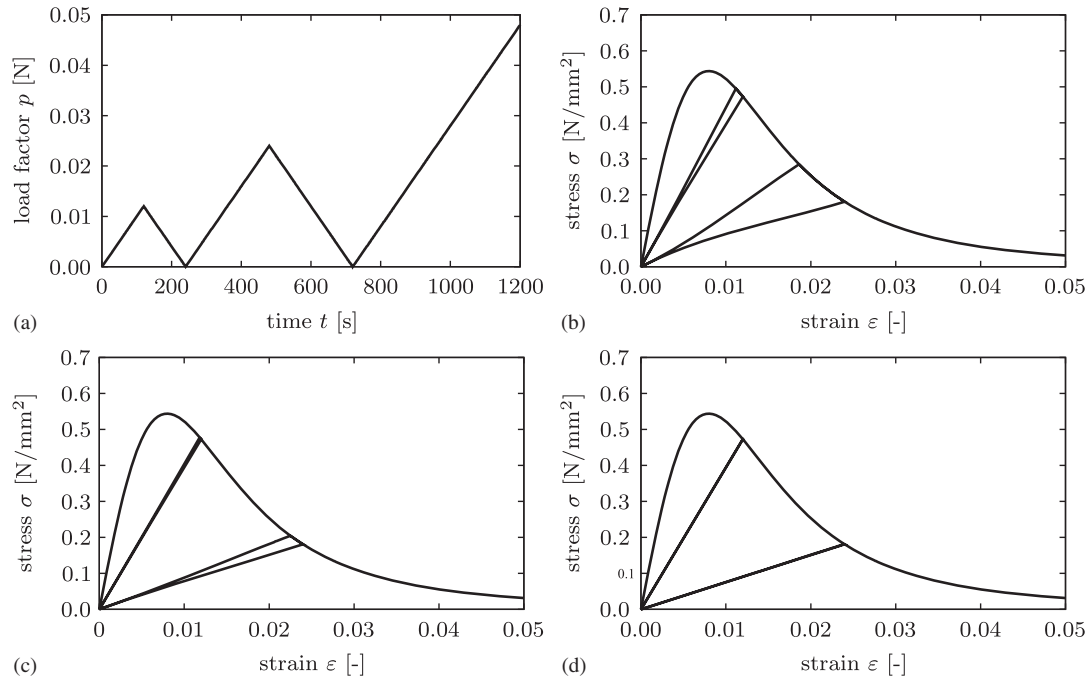 0.05
0.04
0.03
0.02
0.01
0.00
load factor p [N]
0 200 400 600 800 1000 1200
time t [s]
(a)
0.7
0.6
0.5
0.4
0.3
0.2
0.1
0.0
stress σ [N/mm²]
0.00 0.01 0.02 0.03 0.04 0.05
strain ε [-]
(b)
0.7
0.6
0.5
0.4
0.3
0.2
0.1
0.0
stress σ [N/mm²]
0 0.01 0.02 0.03 0.04 0.05
strain ε [-]
(c)
0.7
0.6
0.5
0.4
0.3
0.2
0.1
0.0
stress σ [N/mm²]
0.00 0.01 0.02 0.03 0.04 0.05
strain ε [-]
(d)